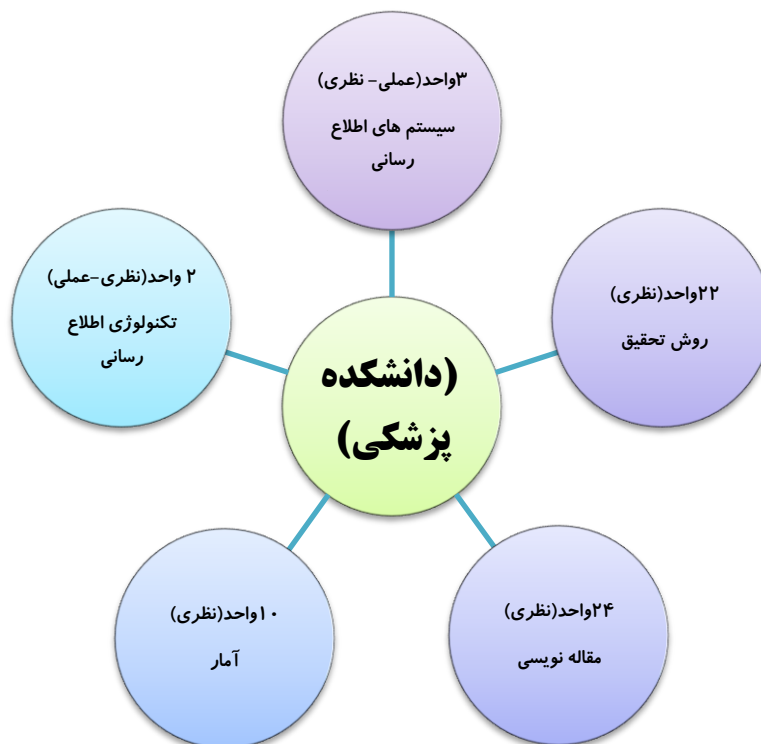 ۳واحد(عملی- نظری)
سیستم های اطلاع
رسانی
۲۲واحد(نظری)
روش تحقیق
۲۴واحد(نظری)
مقاله نویسی
۱۰واحد(نظری)
آمار
۲ واحد(نظری-عملی)
تکنولوژی اطلاع
رسانی
(دانشکده
پزشکی)